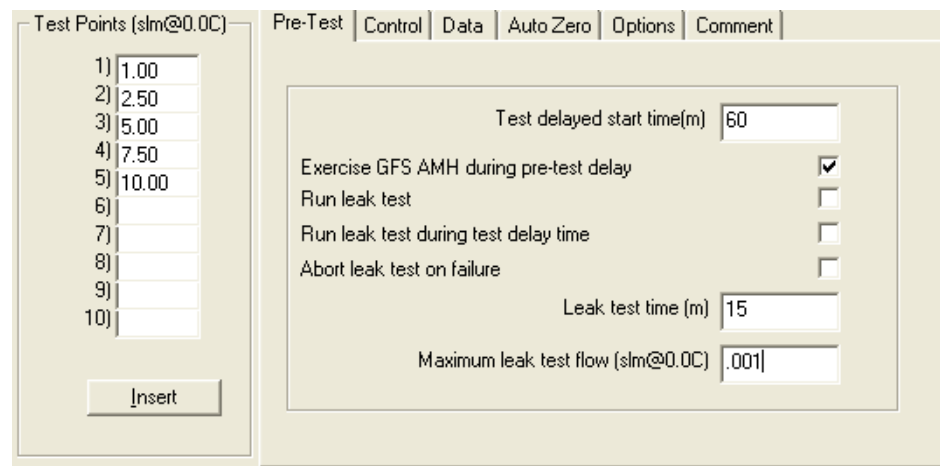 Test Points (slm@0.0C)
1) 1.00
2) 2.50
3) 5.00
4) 7.50
5) 10.00
6)
7)
8)
9)
10)
Insert
Pre-Test Control Data Auto Zero Options Comment
Test delayed start time(m) 60
Exercise GFS AMH during pre-test delay
Run leak test
Run leak test during test delay time
Abort leak test on failure
Leak test time (m) 15
Maximum leak test flow (slm@0.0C) .001